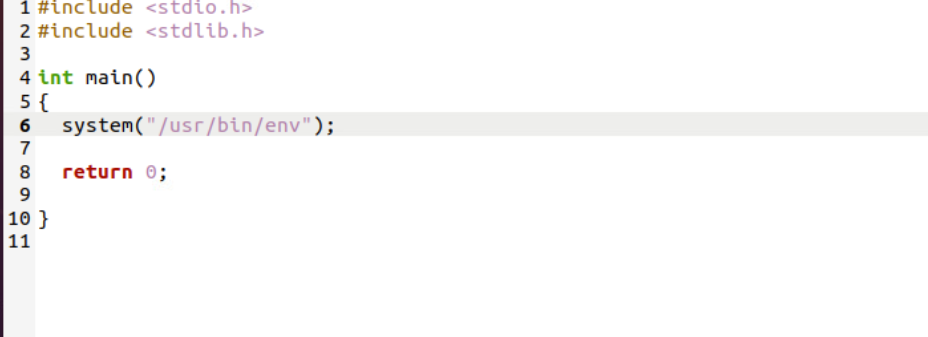 1 #include <stdio.h>
2 #include <stdlib.h>
3
4 int main()
5 {
6   system("/usr/bin/env");
7
8   return 0;
9
10 }
11